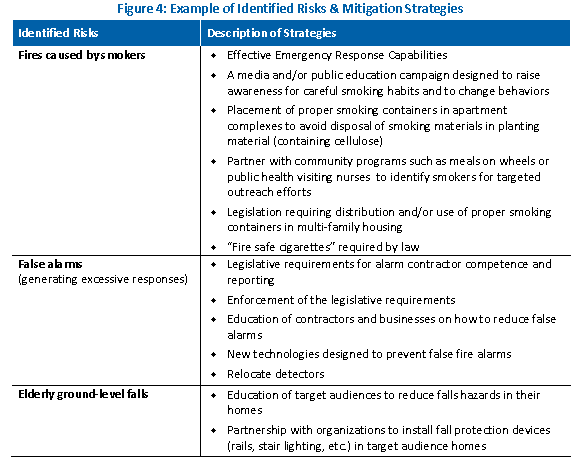 Figure 4: Example of Identified Risks & Mitigation Strategies
Identified Risks Description of Strategies
Fires caused by smokers
◆ Effective Emergency Response Capabilities
◆ A media and/or public education campaign designed to raise
awareness for careful smoking habits and to change behaviors
◆ Placement of proper smoking containers in apartment
complexes to avoid disposal of smoking materials in planting
material (containing cellulose)
◆ Partner with community programs such as meals on wheels or
public health visiting nurses to identify smokers for targeted
outreach efforts
◆ Legislation requiring distribution and/or use of proper smoking
containers in multi-family housing
◆ "Fire safe cigarettes" required by law
False alarms
(generating excessive responses)
◆ Legislative requirements for alarm contractor competence and
reporting
◆ Enforcement of the legislative requirements
◆ Education of contractors and businesses on how to reduce false
alarms
◆ New technologies designed to prevent false fire alarms
◆ Relocate detectors
Elderly ground-level falls
◆ Education of target audiences to reduce falls hazards in their
homes
◆ Partnership with organizations to install fall protection devices
(rails, stair lighting, etc.) in target audience homes